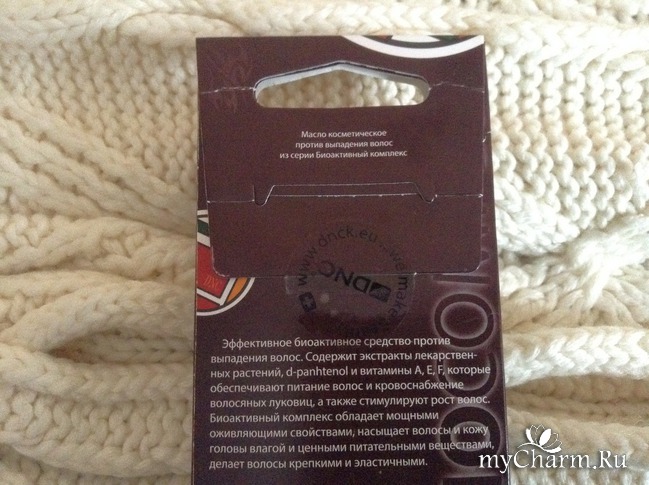 Масло косметическое
против выпадения волос
из серии Биоактивный комплекс
www.dnck.eu
DNC
Эффективное биоактивное средство против
выпадения волос. Содержит экстракты лекарствен-
ных растений, d-panhtenol и витамины А, Е, F, которые
обеспечивают питание волос и кровоснабжение
волосяных луковиц, а также стимулируют рост волос.
Биоактивный комплекс обладает мощными
оживляющими свойствами, насыщает волосы и кожу
головы влагой и ценными питательными веществами,
делает волосы крепкими и эластичными.
myCharm.Ru